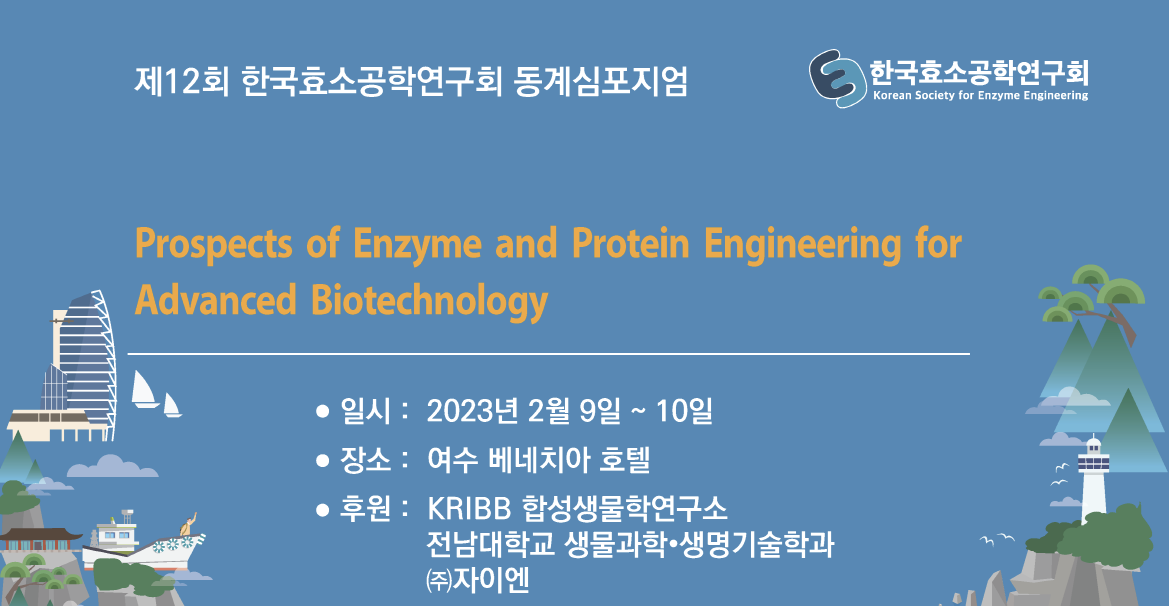 제12회 한국효소공학연구회 동계심포지엄
한국효소공학연구회
Korean Society for Enzyme Engineering
Prospects of Enzyme and Protein Engineering for
Advanced Biotechnology
● 일시 : 2023년 2월 9일 ~ 10일
● 장소 : 여수 베네치아 호텔
● 후원 : KRIBB 합성생물학연구소
전남대학교 생물과학•생명기술학과
㈜자이엔